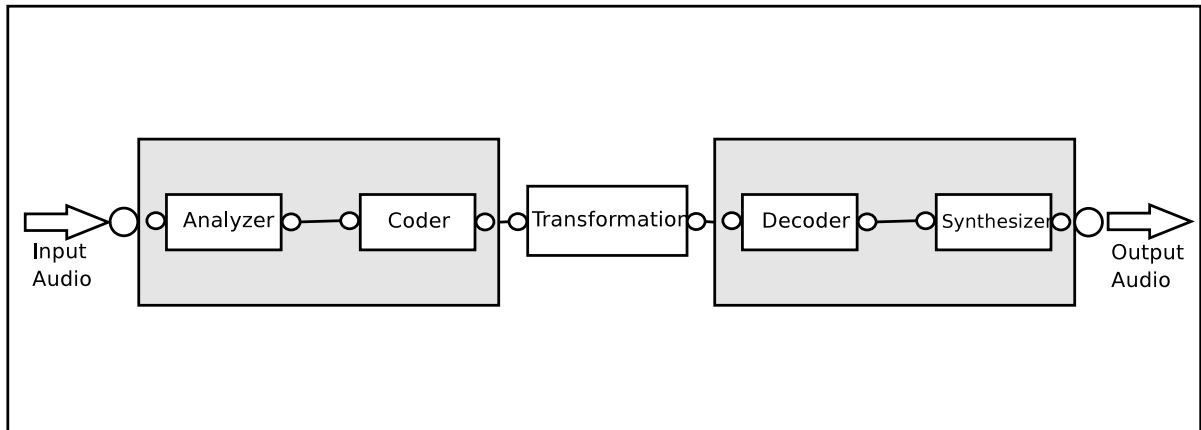 Input
Audio
Analyzer
Coder
Transformation
Decoder
Synthesizer
Output
Audio